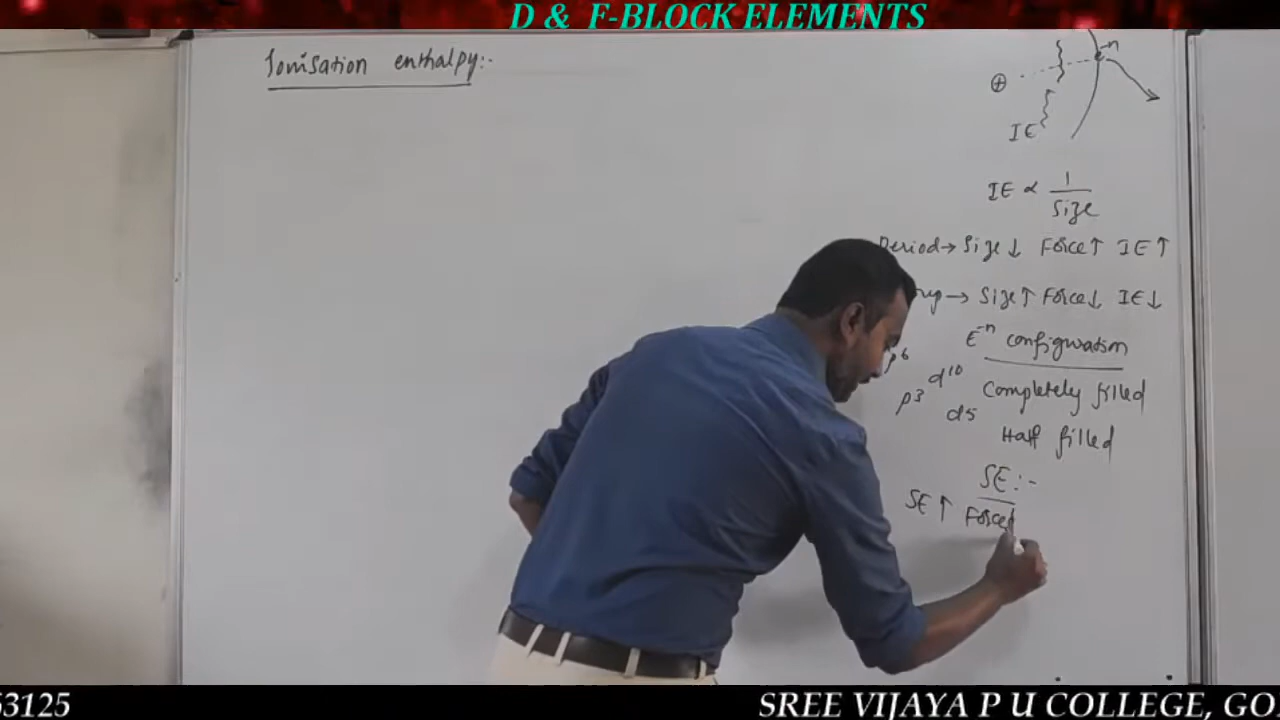 D & F-BLOCK ELEMENTS
Ionisation enthalpy:-
e⁻n
⊕
IE
IE ∝ 1/Size
Period→ Size↓ Force↑ IE↑
→ Size↑ Force↓ IE↓
E⁻ⁿ configuration
p6
p3 d10 Completely filled
d5
Half filled
SE:-
SE↑ Force
53125
SREE VIJAYA P U COLLEGE, GO